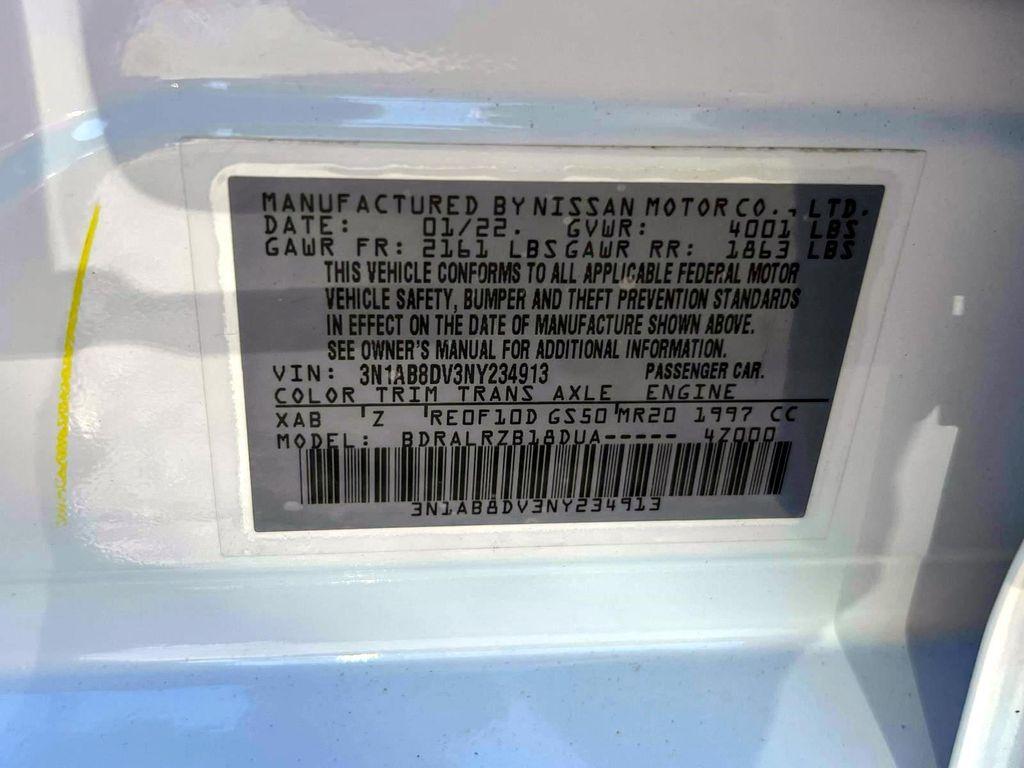 MANUFACTURED BY NISSAN MOTOR CO., LTD.
DATE: 01/22. GVWR: 4001 LBS
GAWR FR: 2161 LBS GAWR RR: 1863 LBS
THIS VEHICLE CONFORMS TO ALL APPLICABLE FEDERAL MOTOR
VEHICLE SAFETY, BUMPER AND THEFT PREVENTION STANDARDS
IN EFFECT ON THE DATE OF MANUFACTURE SHOWN ABOVE.
SEE OWNER'S MANUAL FOR ADDITIONAL INFORMATION.
VIN: 3N1AB8DV3NY234913 PASSENGER CAR.
COLOR TRIM TRANS AXLE ENGINE
XAB Z RE0F10D GS50 MR20 1997 CC
MODEL: BDRALRZB18DUA----- 4Z000
3N1AB8DV3NY234913